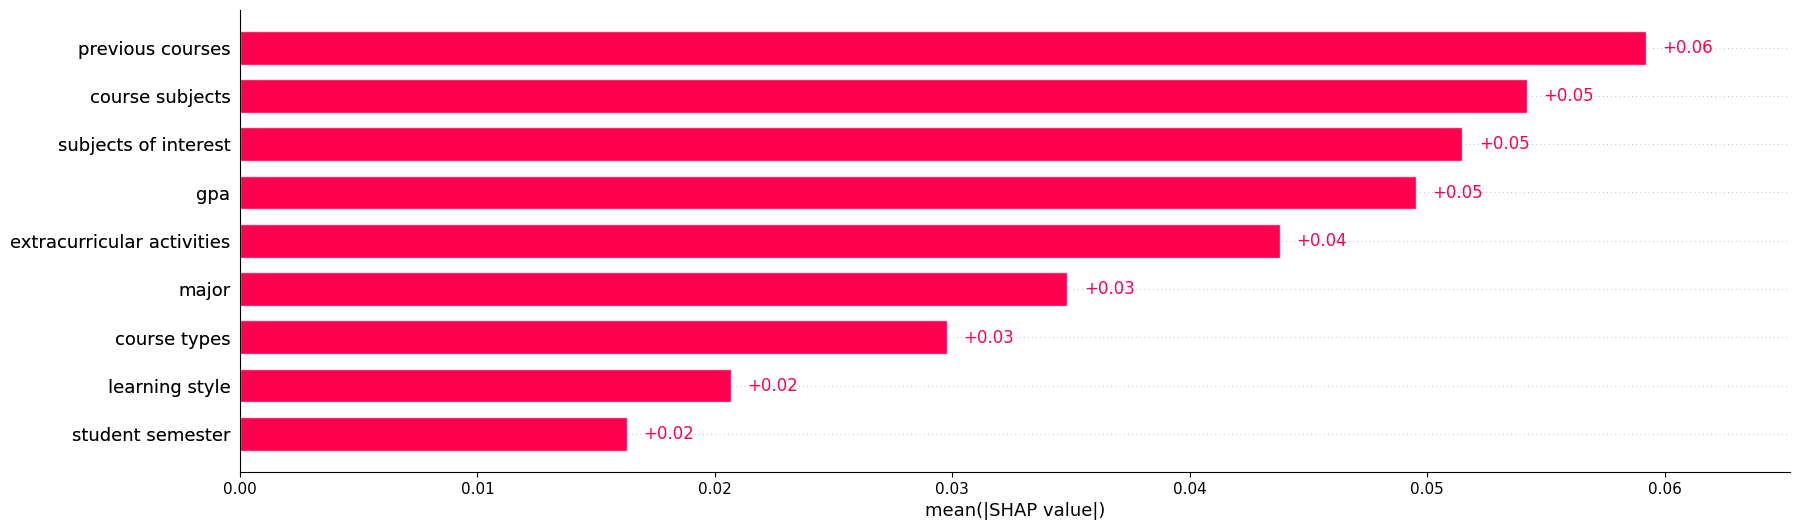 previous courses +0.06
course subjects +0.05
subjects of interest +0.05
gpa +0.05
extracurricular activities +0.04
major +0.03
course types +0.03
learning style +0.02
student semester +0.02
0.00 0.01 0.02 0.03 0.04 0.05 0.06
mean(|SHAP value|)